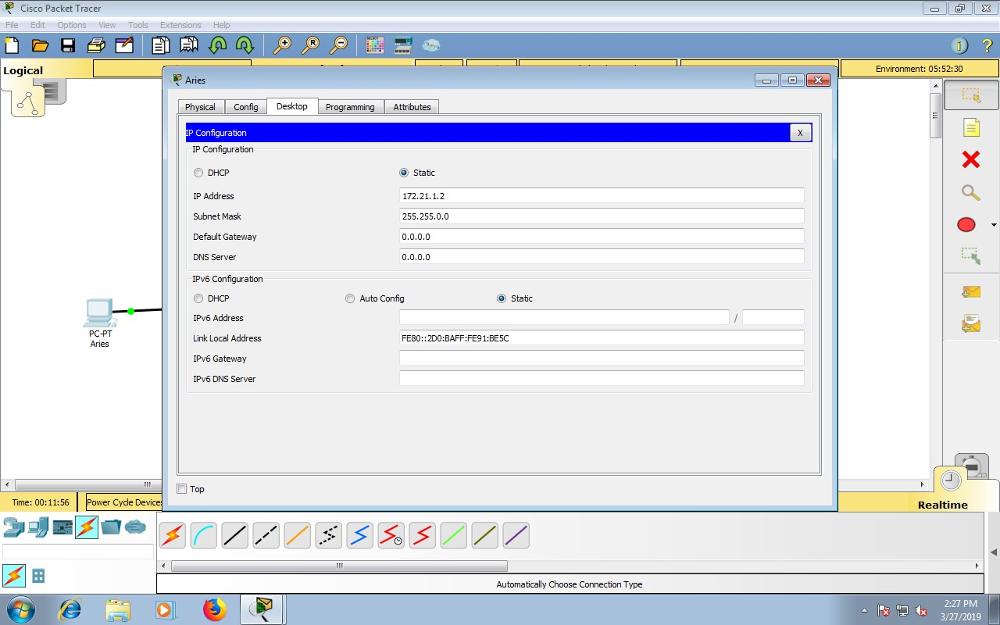 Cisco Packet Tracer
File Edit Options View Tools Extensions Help
Logical
Environment: 05:52:30
Aries
Physical Config Desktop Programming Attributes
IP Configuration X
IP Configuration
DHCP Static
IP Address 172.21.1.2
Subnet Mask 255.255.0.0
Default Gateway 0.0.0.0
DNS Server 0.0.0.0
IPv6 Configuration
DHCP Auto Config Static
IPv6 Address /
Link Local Address FE80::2D0:BAFF:FE91:BE5C
IPv6 Gateway
IPv6 DNS Server
PC-PT
Aries
Top
Time: 00:11:56 Power Cycle Devices
Realtime
Automatically Choose Connection Type
2:27 PM
3/27/2019